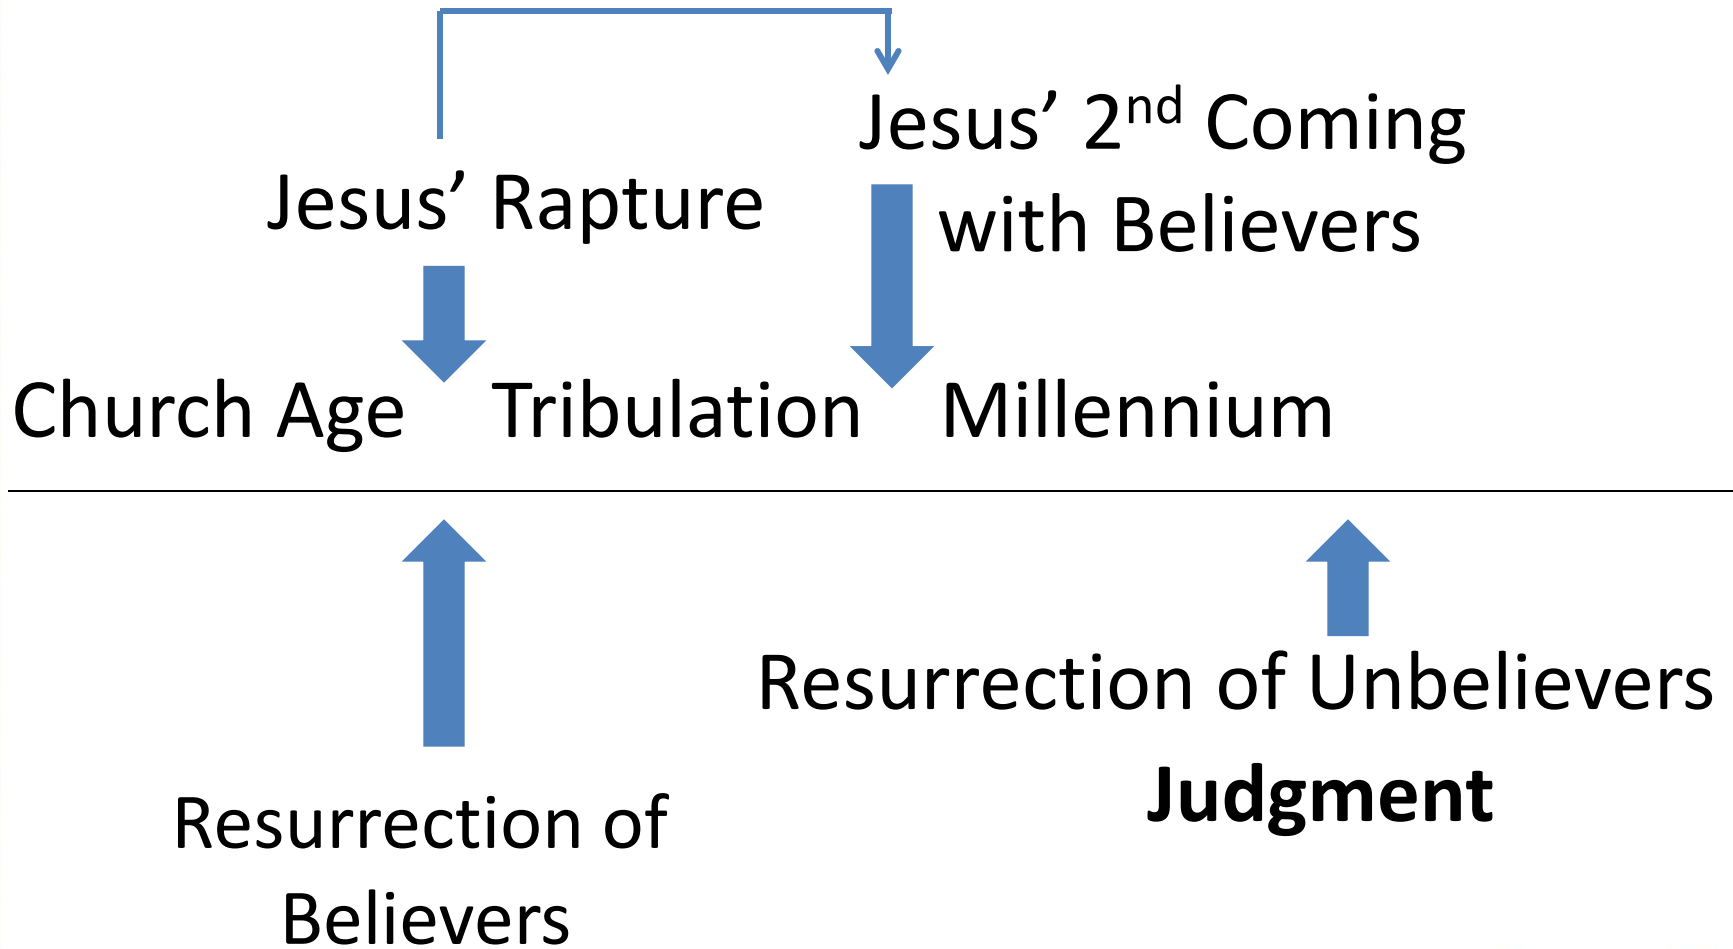 Jesus’ 2nd Coming
with Believers
Jesus’ Rapture
Church Age
Tribulation
Millennium
Resurrection of
Believers
Resurrection of Unbelievers
Judgment